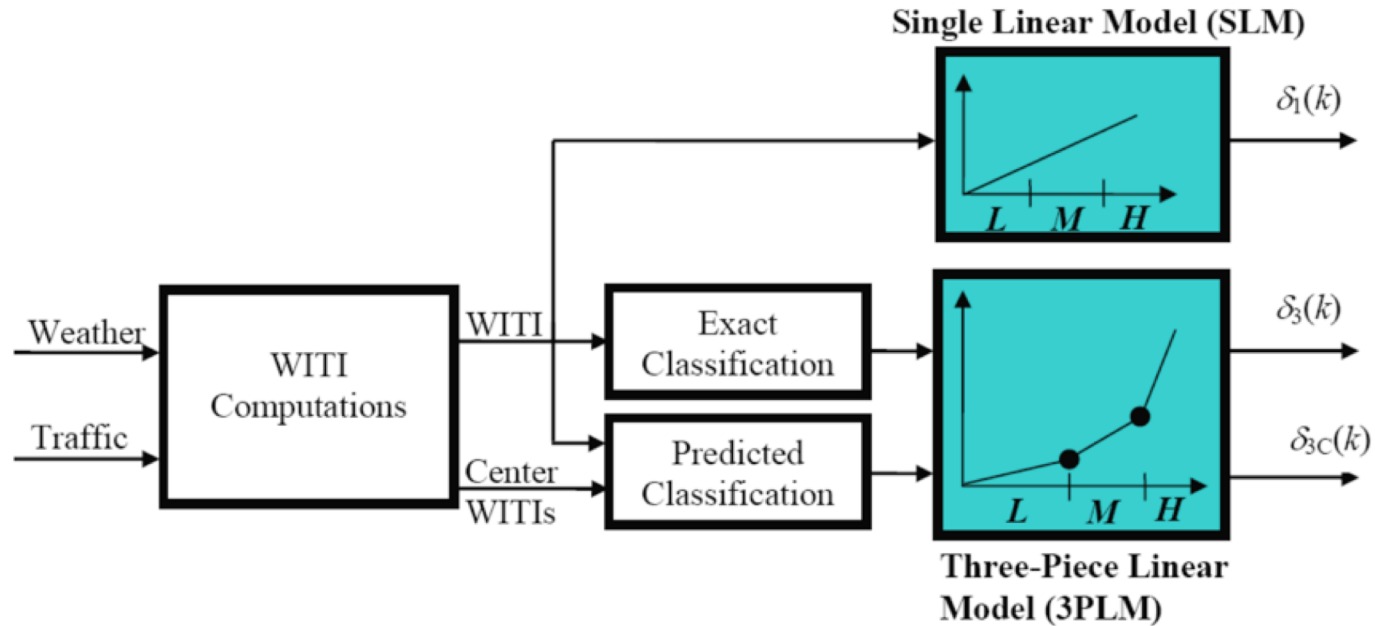 Single Linear Model (SLM)
δ1(k)
L M H
Weather
Traffic
WITI
Computations
WITI
Center
WITIs
Exact
Classification
Predicted
Classification
δ3(k)
δ3C(k)
L M H
Three-Piece Linear
Model (3PLM)